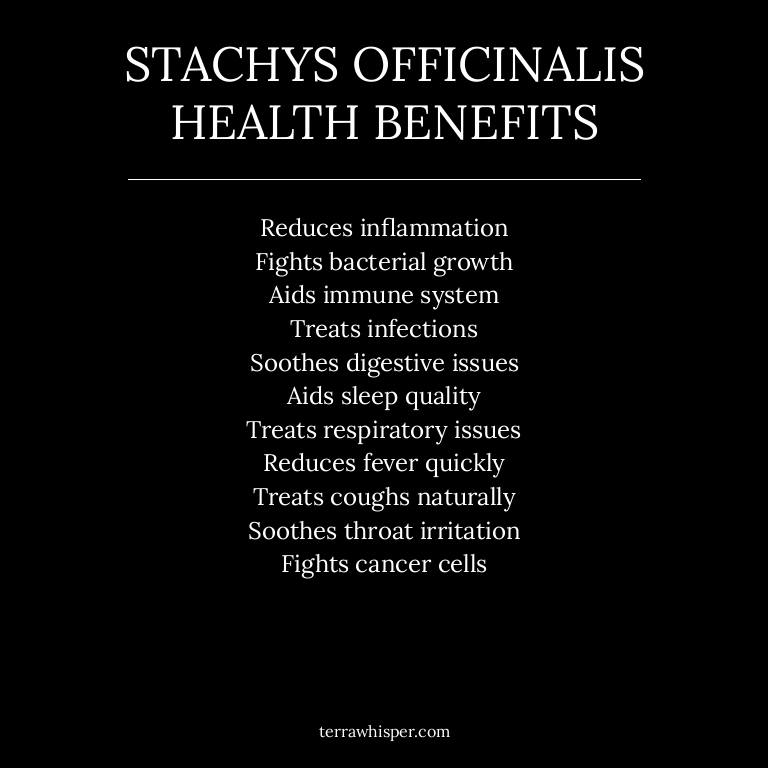 STACHYS OFFICINALIS
HEALTH BENEFITS
Reduces inflammation
Fights bacterial growth
Aids immune system
Treats infections
Soothes digestive issues
Aids sleep quality
Treats respiratory issues
Reduces fever quickly
Treats coughs naturally
Soothes throat irritation
Fights cancer cells
terrawhisper.com